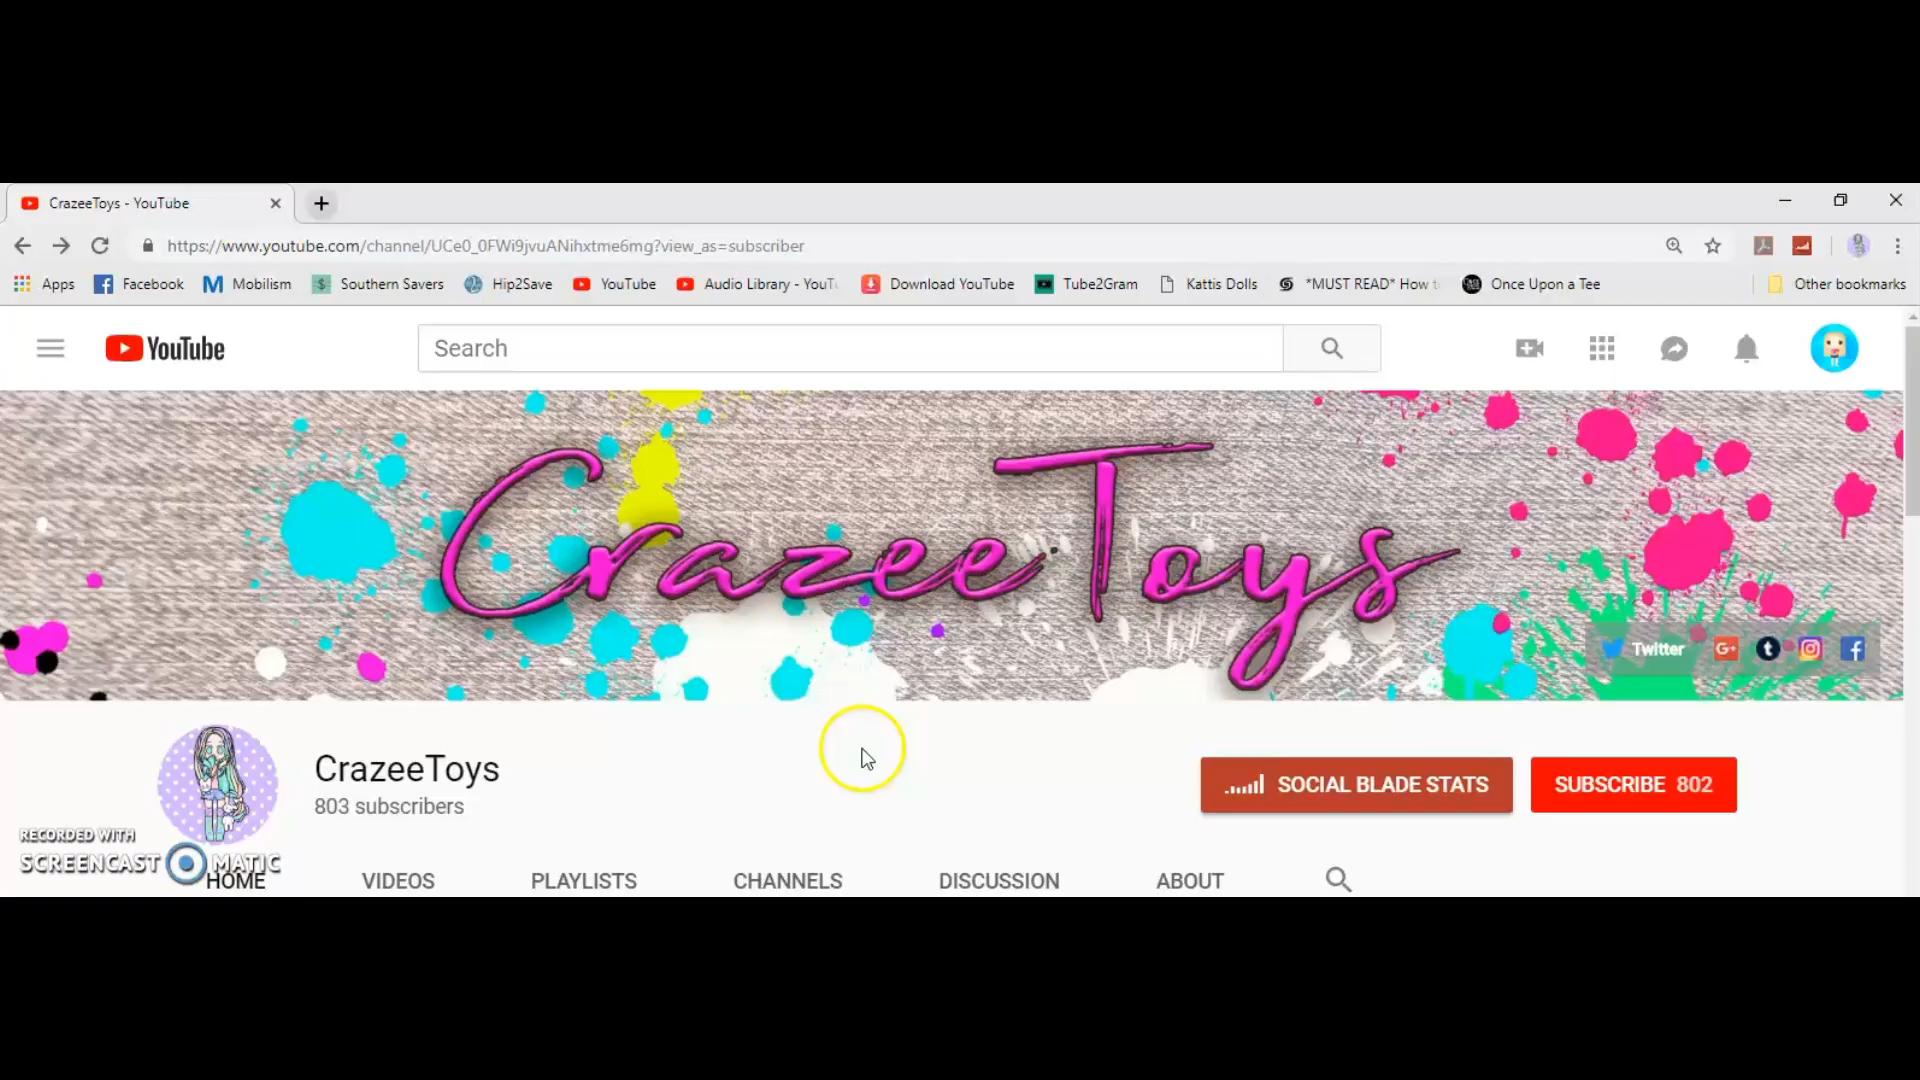 CrazeeToys - YouTube
https://www.youtube.com/channel/UCe0_0FWi9jvuANihxtme6mg?view_as=subscriber
Apps Facebook Mobilism Southern Savers Hip2Save YouTube Audio Library - YouT Download YouTube Tube2Gram Kattis Dolls *MUST READ* How t Once Upon a Tee Other bookmarks
YouTube Search
CrazeeToys
Twitter G+ t
CrazeeToys
803 subscribers
SOCIAL BLADE STATS SUBSCRIBE 802
RECORDED WITH
SCREENCAST MATIC
HOME VIDEOS PLAYLISTS CHANNELS DISCUSSION ABOUT